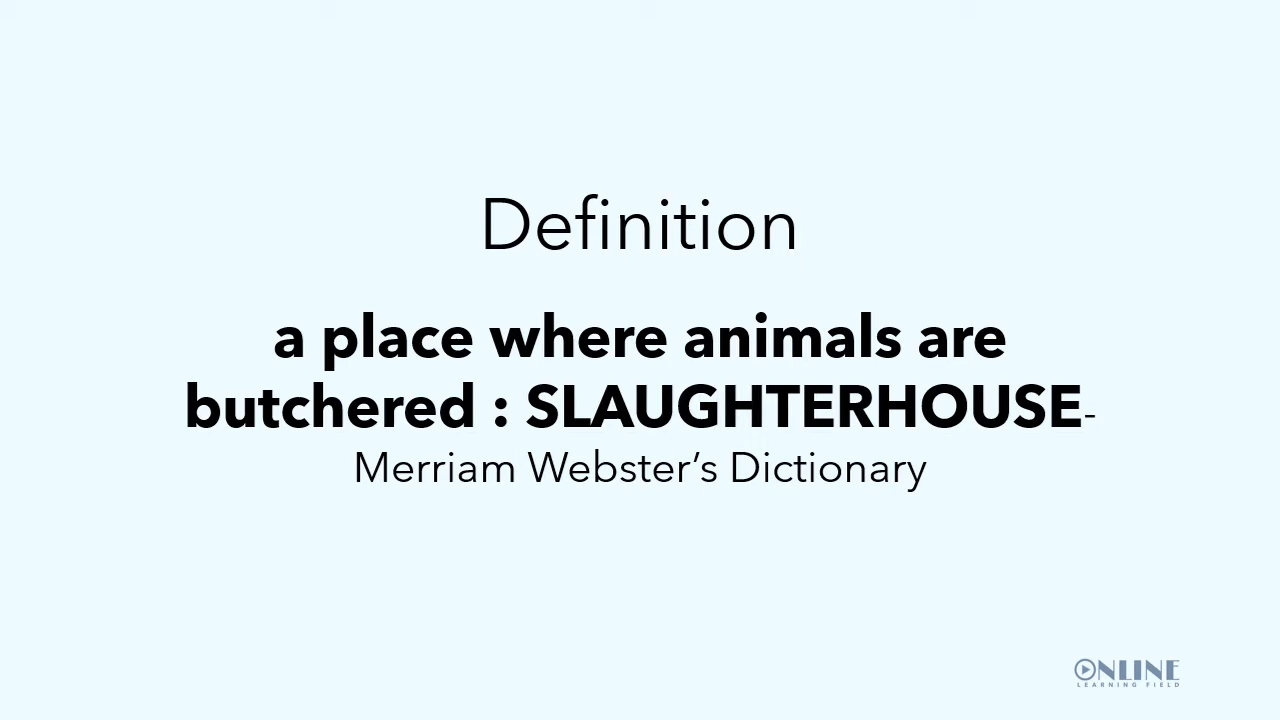 Definition
a place where animals are
butchered : SLAUGHTERHOUSE-
Merriam Webster’s Dictionary
ONLINE
LEARNING FIELD